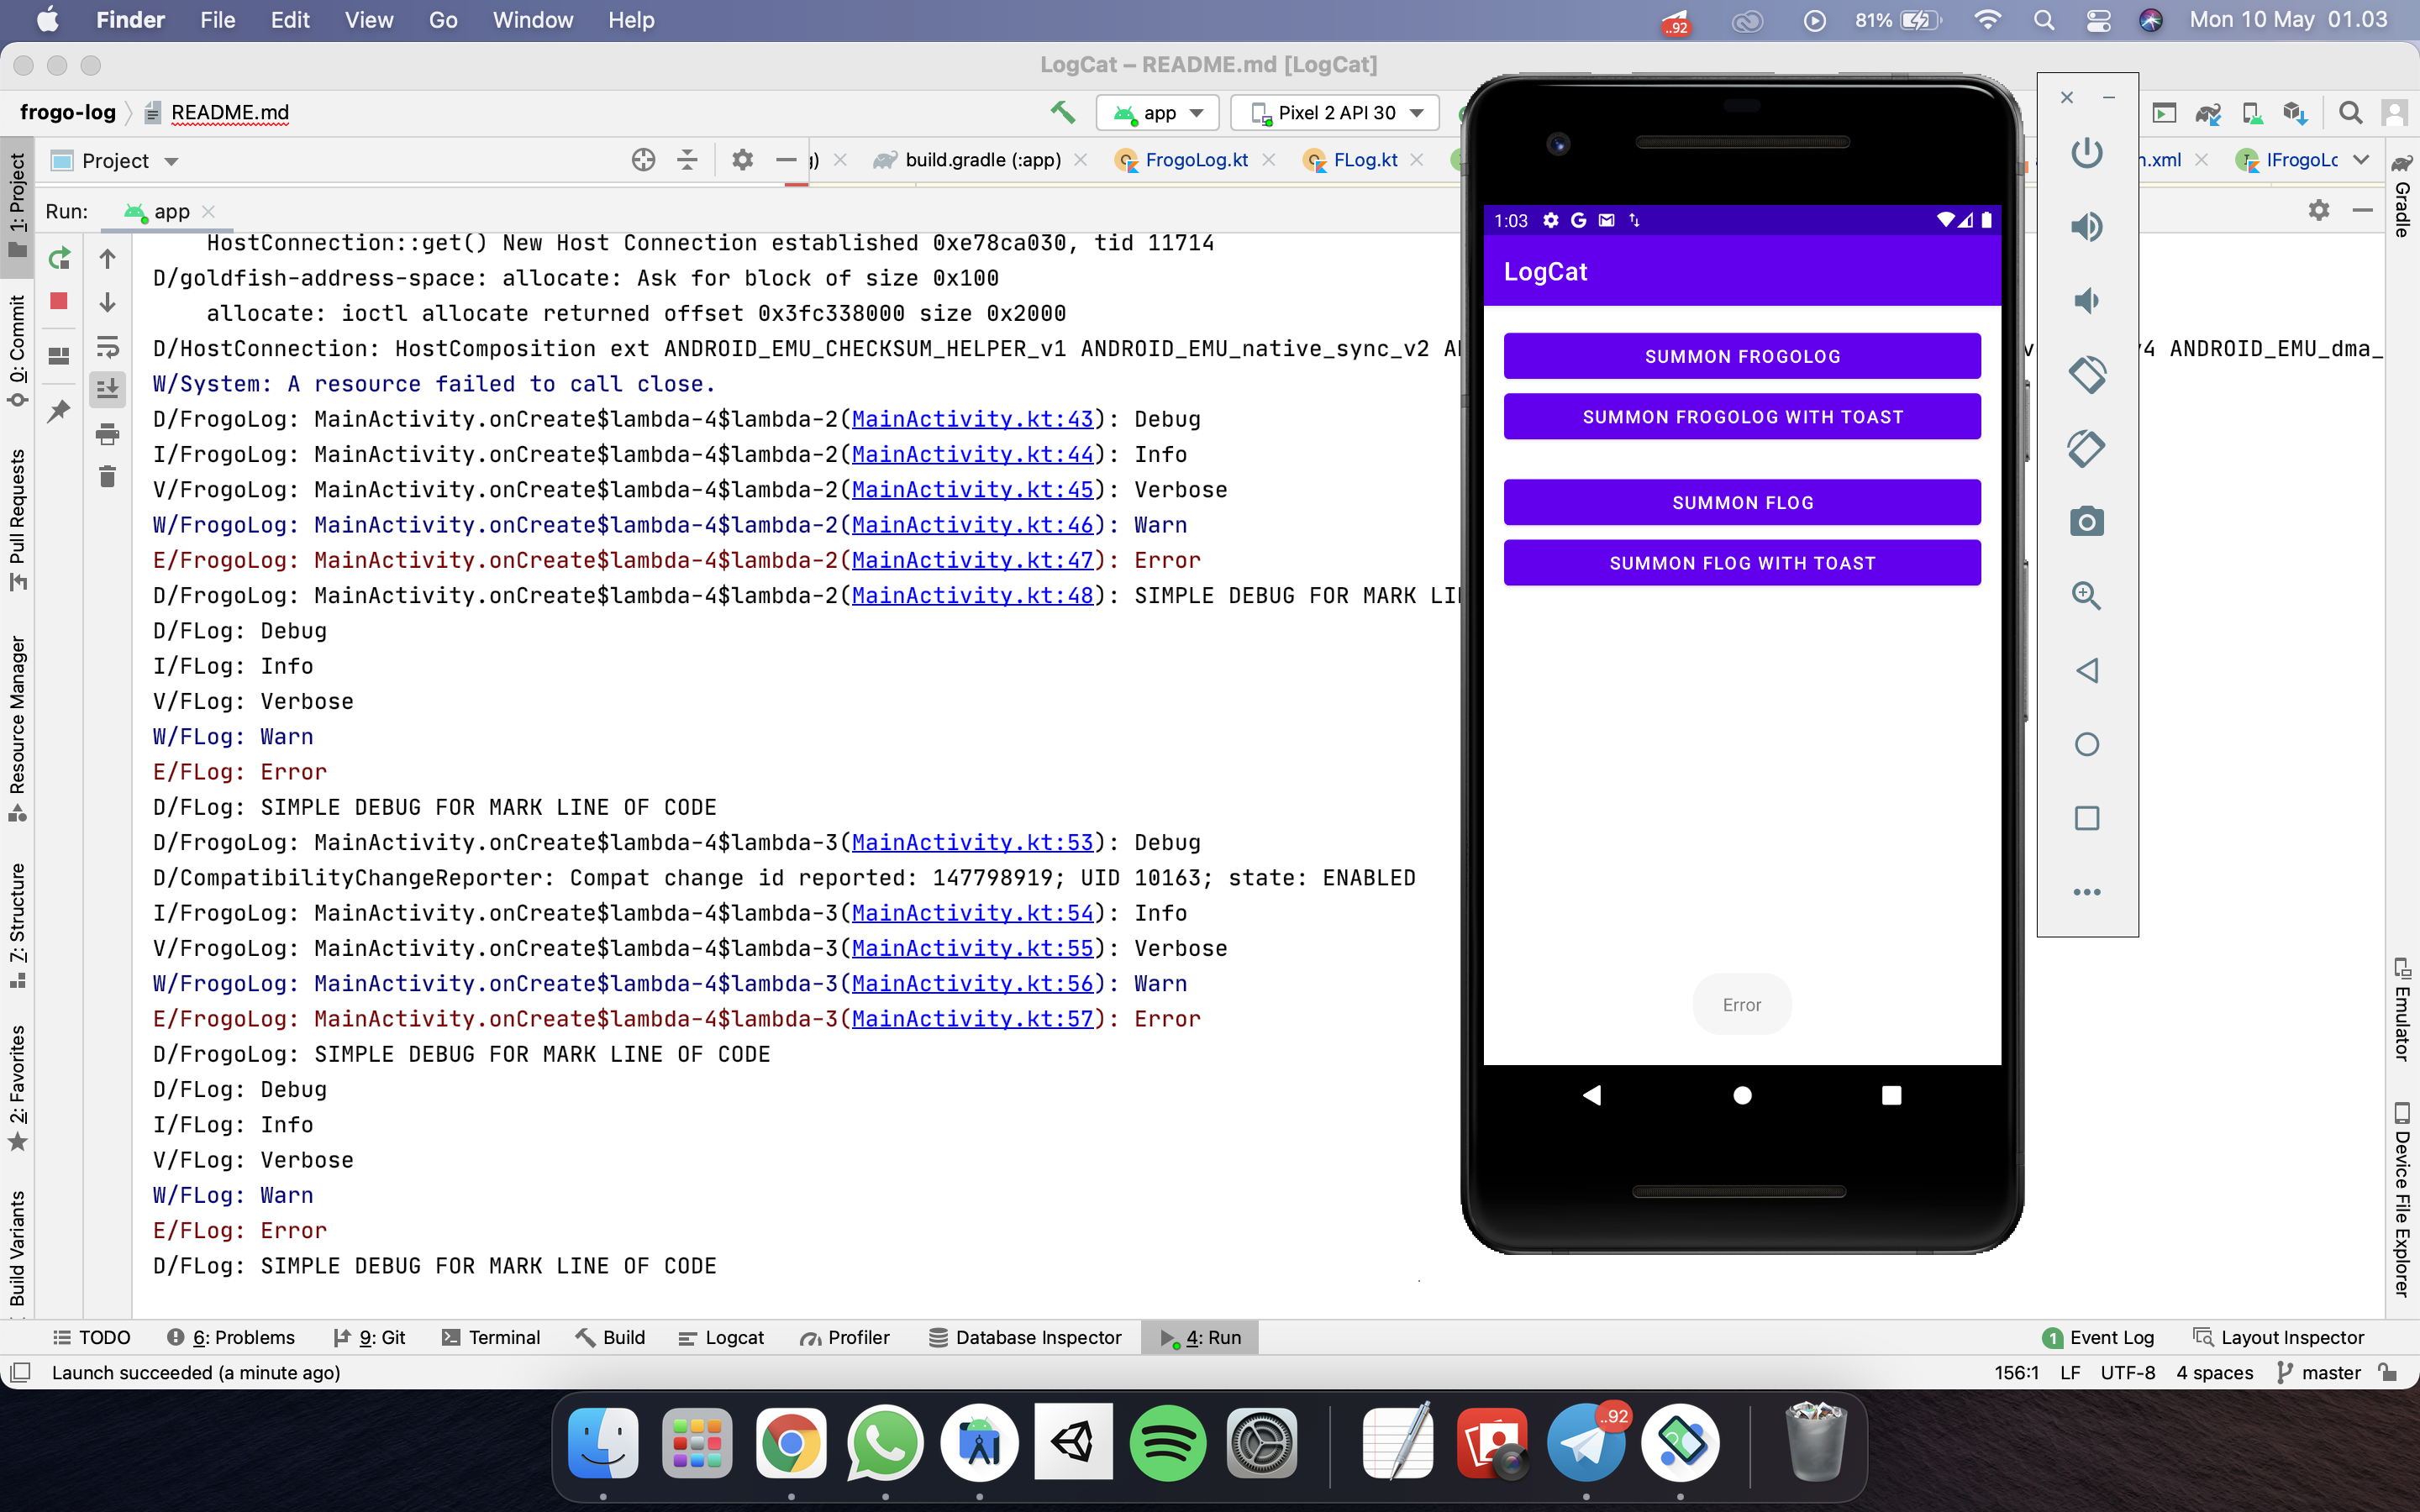 Finder File Edit View Go Window Help ..92 81% Mon 10 May 01.03
LogCat – README.md [LogCat]
frogo-log README.md app Pixel 2 API 30
Project build.gradle (:app) FrogoLog.kt FLog.kt n.xml IFrogoLo
Run: app
HostConnection::get() New Host Connection established 0xe78ca030, tid 11714
D/goldfish-address-space: allocate: Ask for block of size 0x100
allocate: ioctl allocate returned offset 0x3fc338000 size 0x2000
D/HostConnection: HostComposition ext ANDROID_EMU_CHECKSUM_HELPER_v1 ANDROID_EMU_native_sync_v2 ANDROID_EMU_dma_
W/System: A resource failed to call close.
D/FrogoLog: MainActivity.onCreate$lambda-4$lambda-2(MainActivity.kt:43): Debug
I/FrogoLog: MainActivity.onCreate$lambda-4$lambda-2(MainActivity.kt:44): Info
V/FrogoLog: MainActivity.onCreate$lambda-4$lambda-2(MainActivity.kt:45): Verbose
W/FrogoLog: MainActivity.onCreate$lambda-4$lambda-2(MainActivity.kt:46): Warn
E/FrogoLog: MainActivity.onCreate$lambda-4$lambda-2(MainActivity.kt:47): Error
D/FrogoLog: MainActivity.onCreate$lambda-4$lambda-2(MainActivity.kt:48): SIMPLE DEBUG FOR MARK LI
D/FLog: Debug
I/FLog: Info
V/FLog: Verbose
W/FLog: Warn
E/FLog: Error
D/FLog: SIMPLE DEBUG FOR MARK LINE OF CODE
D/FrogoLog: MainActivity.onCreate$lambda-4$lambda-3(MainActivity.kt:53): Debug
D/CompatibilityChangeReporter: Compat change id reported: 147798919; UID 10163; state: ENABLED
I/FrogoLog: MainActivity.onCreate$lambda-4$lambda-3(MainActivity.kt:54): Info
V/FrogoLog: MainActivity.onCreate$lambda-4$lambda-3(MainActivity.kt:55): Verbose
W/FrogoLog: MainActivity.onCreate$lambda-4$lambda-3(MainActivity.kt:56): Warn
E/FrogoLog: MainActivity.onCreate$lambda-4$lambda-3(MainActivity.kt:57): Error
D/FrogoLog: SIMPLE DEBUG FOR MARK LINE OF CODE
D/FLog: Debug
I/FLog: Info
V/FLog: Verbose
W/FLog: Warn
E/FLog: Error
D/FLog: SIMPLE DEBUG FOR MARK LINE OF CODE
1:03 G
LogCat
SUMMON FROGOLOG
SUMMON FROGOLOG WITH TOAST
SUMMON FLOG
SUMMON FLOG WITH TOAST
Error
1: Project
0: Commit
Pull Requests
Resource Manager
7: Structure
2: Favorites
Build Variants
Gradle
Emulator
Device File Explorer
TODO 6: Problems 9: Git Terminal Build Logcat Profiler Database Inspector 4: Run 1 Event Log Layout Inspector
Launch succeeded (a minute ago) 156:1 LF UTF-8 4 spaces master
..92